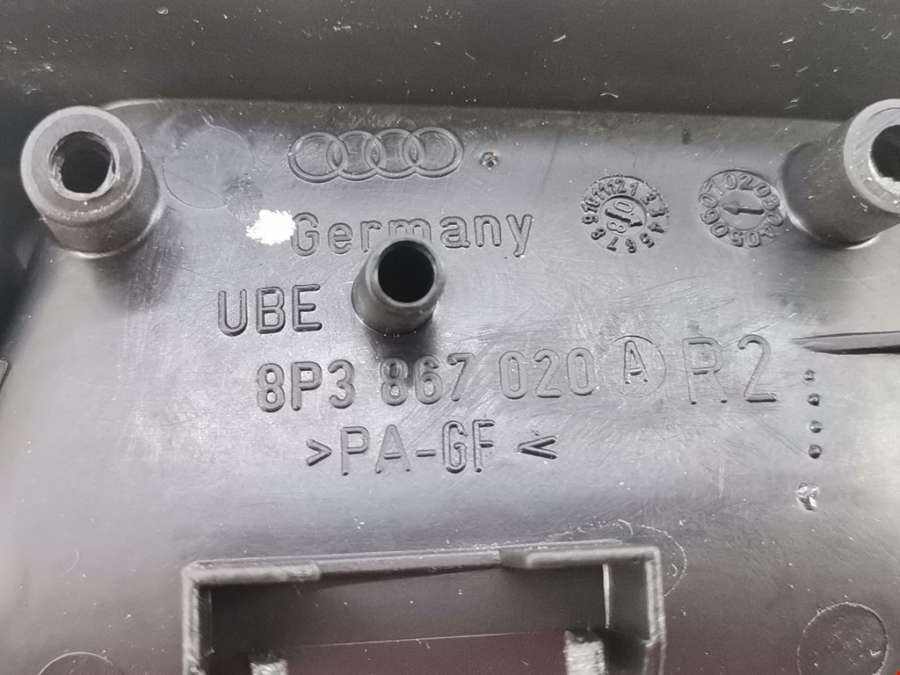 Germany
UBE
8P3 867 020 A R2
>PA-GF<